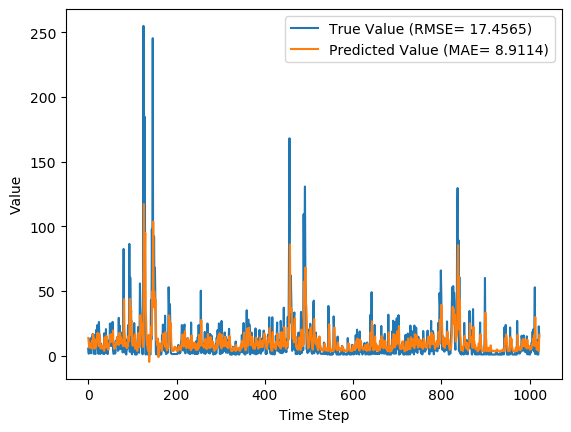 True Value (RMSE= 17.4565)
Predicted Value (MAE= 8.9114)
250
200
150
100
50
0
Value
0 200 400 600 800 1000
Time Step